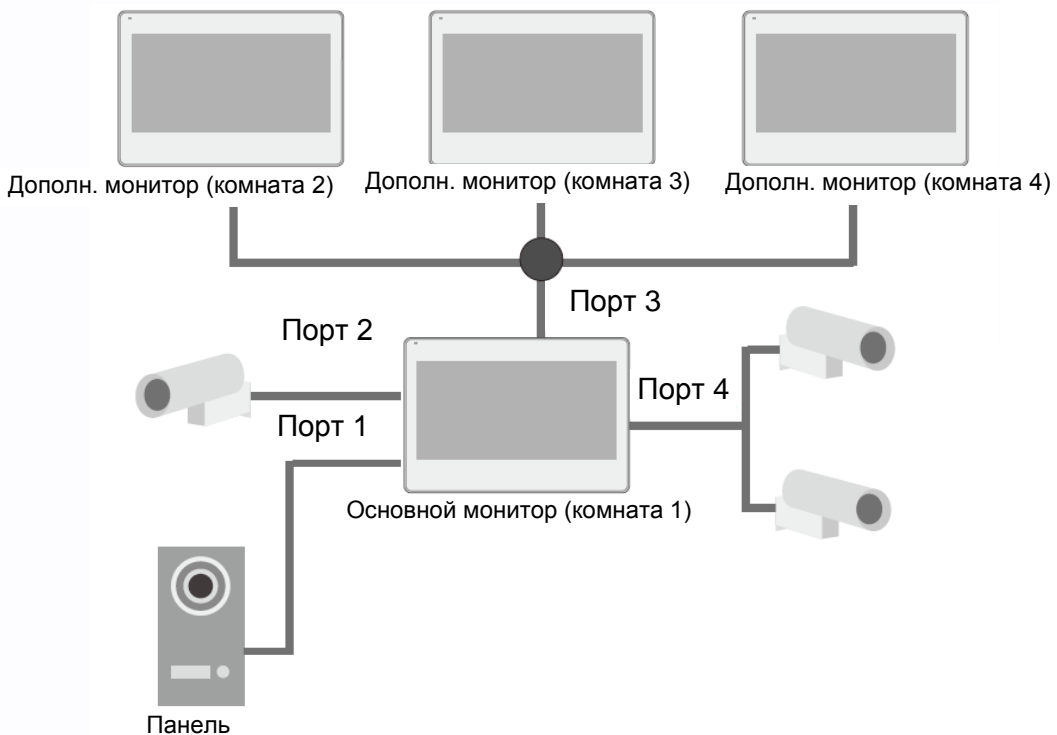 Дополн. монитор (комната 2)
Дополн. монитор (комната 3)
Дополн. монитор (комната 4)
Порт 3
Порт 2
Порт 4
Порт 1
Основной монитор (комната 1)
Панель